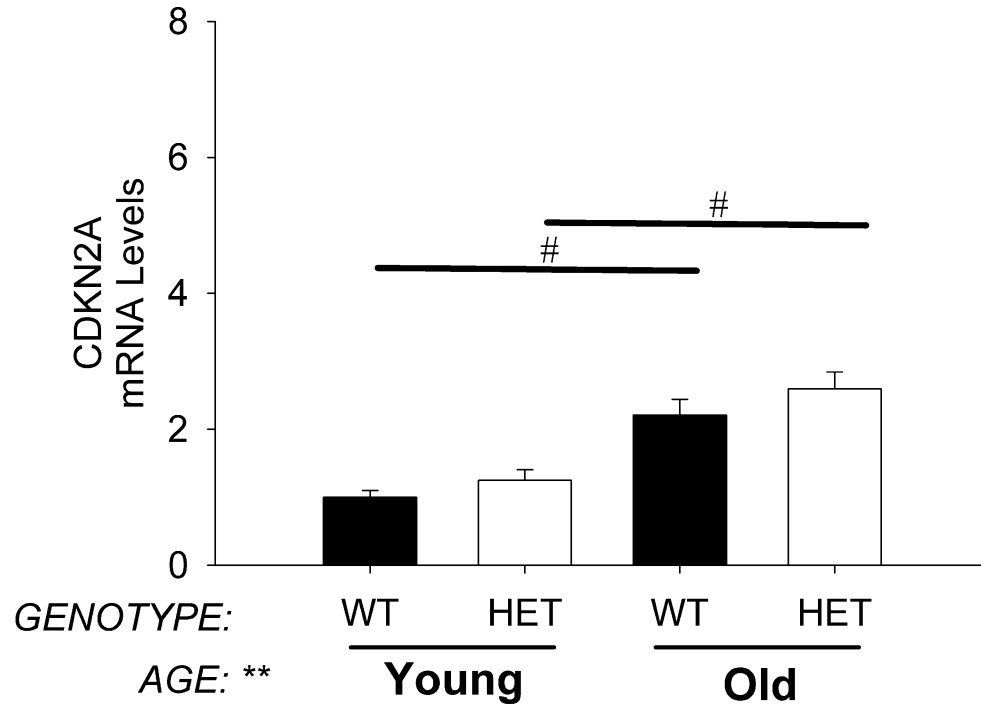 8
6
4
2
0
CDKN2A
mRNA Levels
#
#
GENOTYPE: WT HET WT HET
AGE: ** Young Old